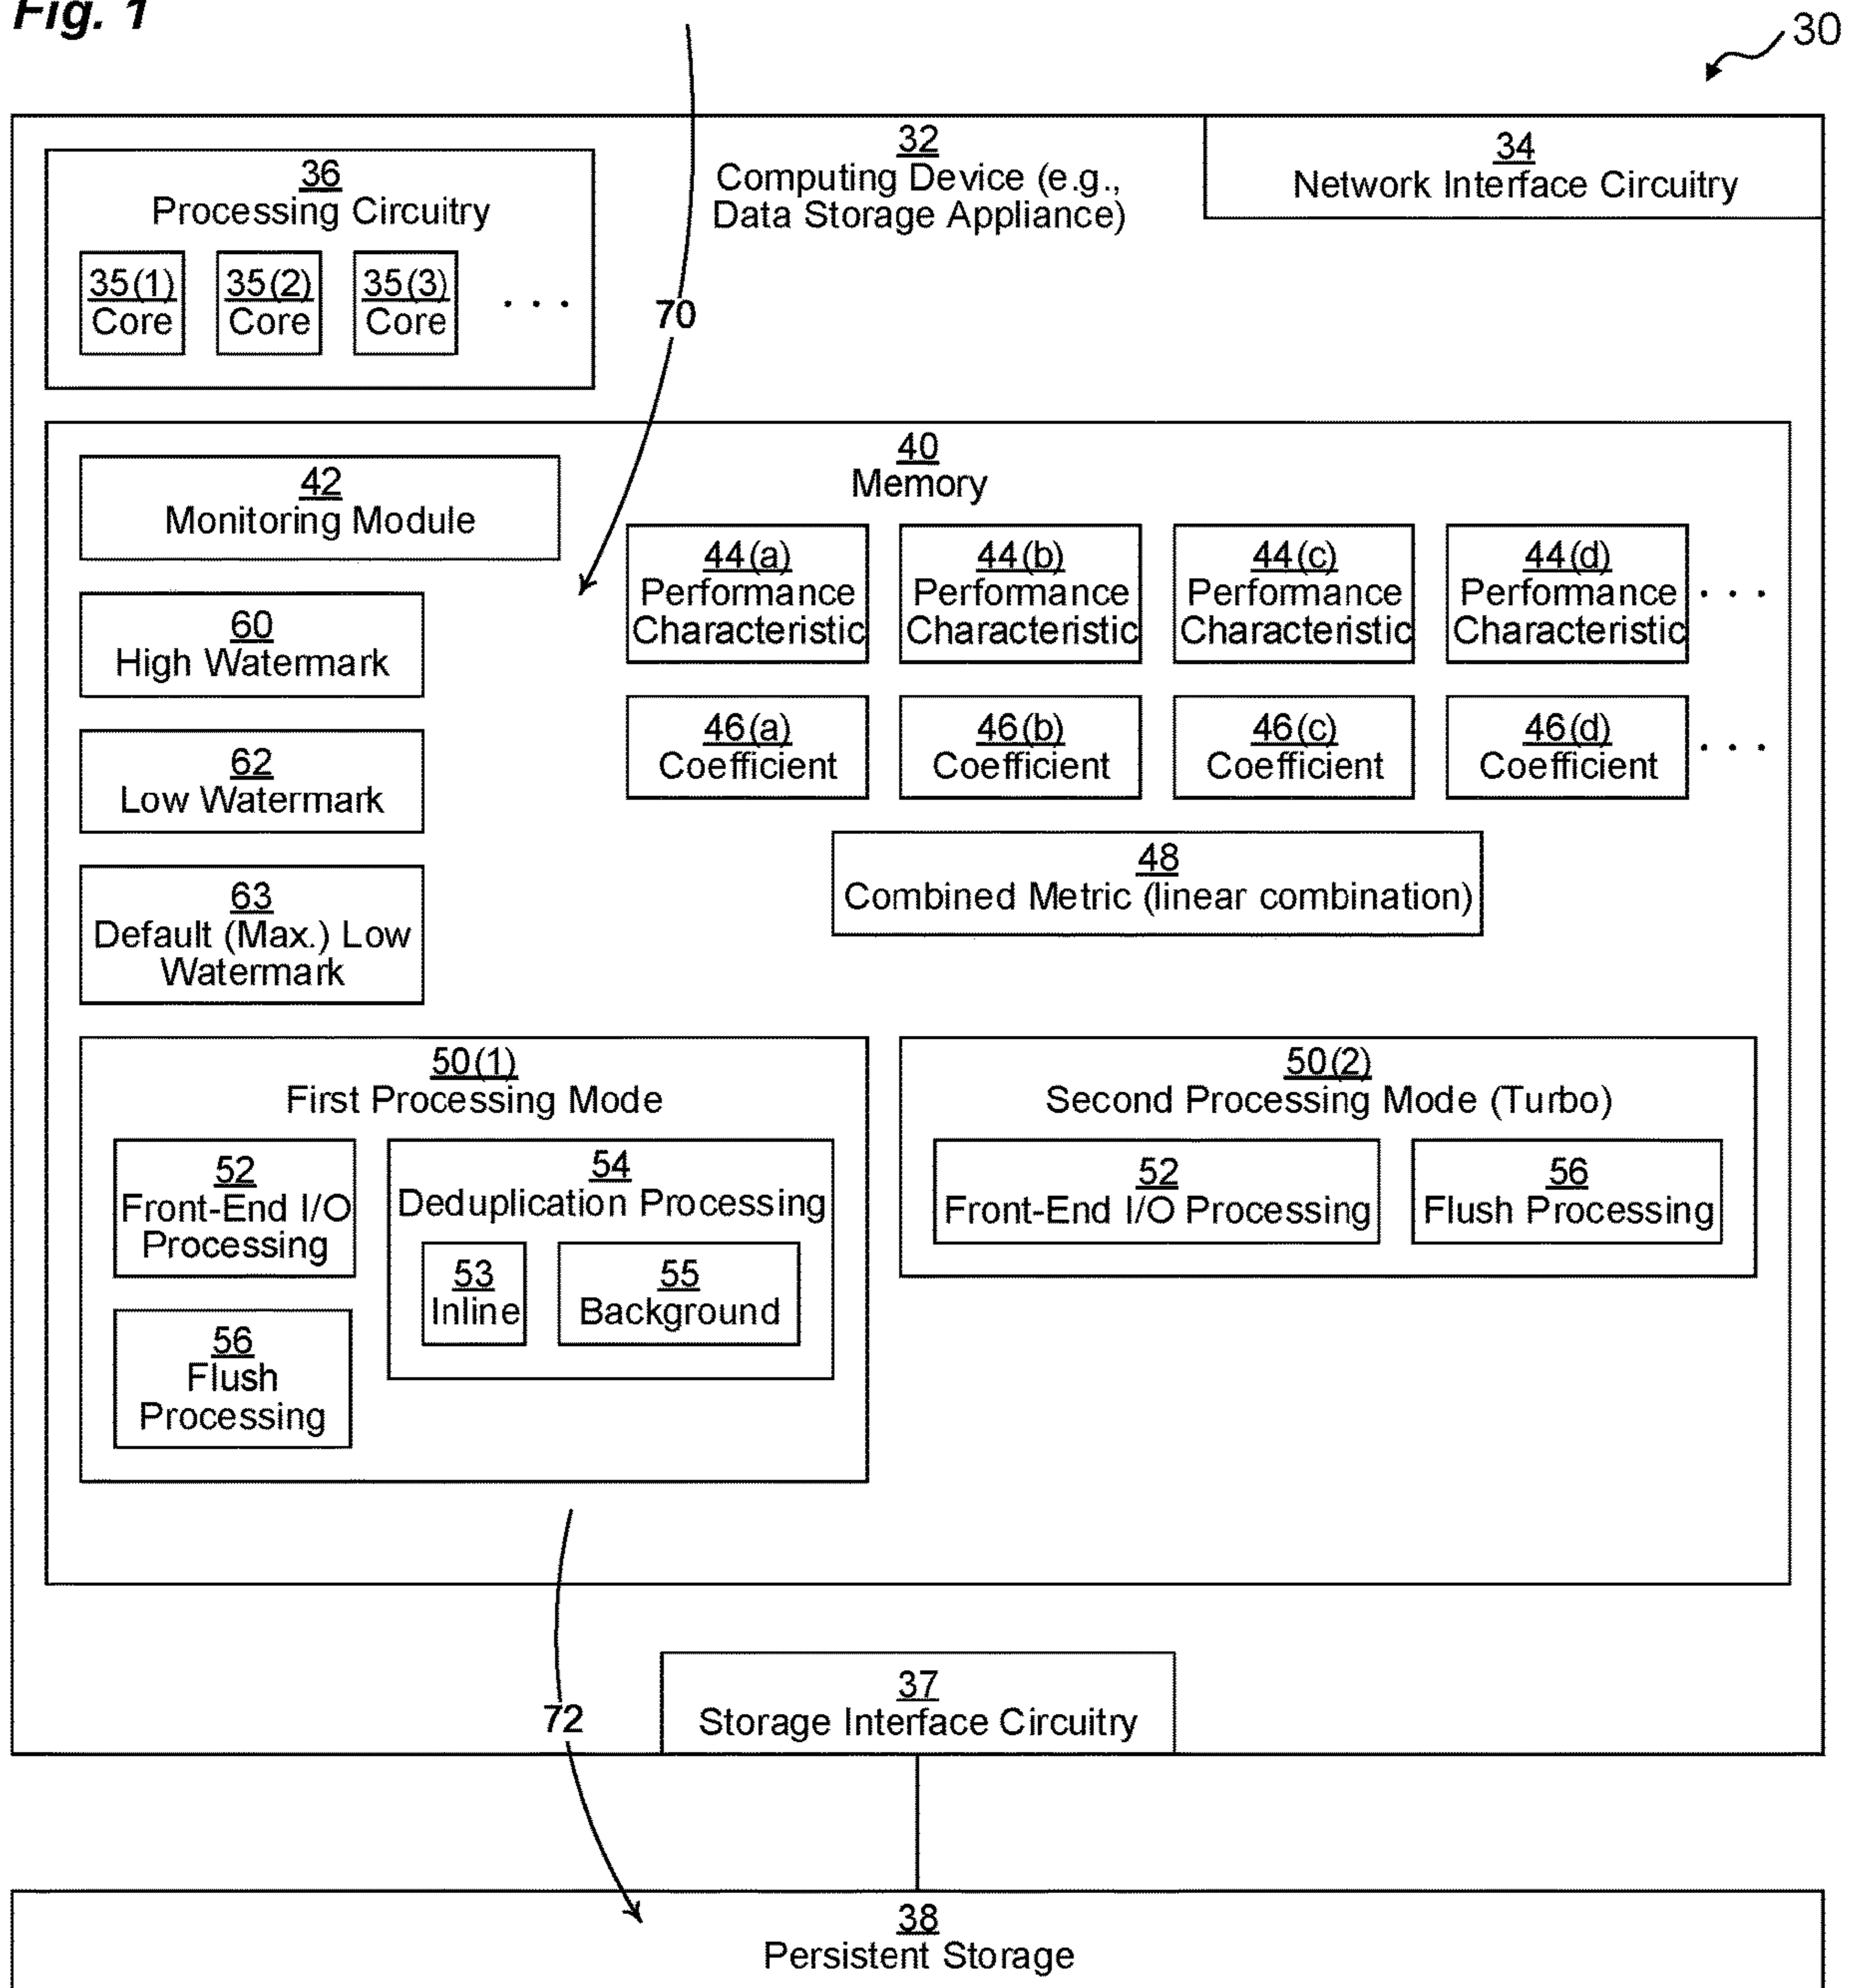 Fig. 1
30
32
Computing Device (e.g.,
Data Storage Appliance)
34
Network Interface Circuitry
36
Processing Circuitry
35(1)
Core
35(2)
Core
35(3)
Core
. . .
70
40
Memory
42
Monitoring Module
44(a)
Performance
Characteristic
44(b)
Performance
Characteristic
44(c)
Performance
Characteristic
44(d)
Performance
Characteristic
. . .
60
High Watermark
46(a)
Coefficient
46(b)
Coefficient
46(c)
Coefficient
46(d)
Coefficient
. . .
62
Low Watermark
48
Combined Metric (linear combination)
63
Default (Max.) Low
Watermark
50(1)
First Processing Mode
52
Front-End I/O
Processing
54
Deduplication Processing
53
Inline
55
Background
56
Flush
Processing
50(2)
Second Processing Mode (Turbo)
52
Front-End I/O Processing
56
Flush Processing
72
37
Storage Interface Circuitry
38
Persistent Storage